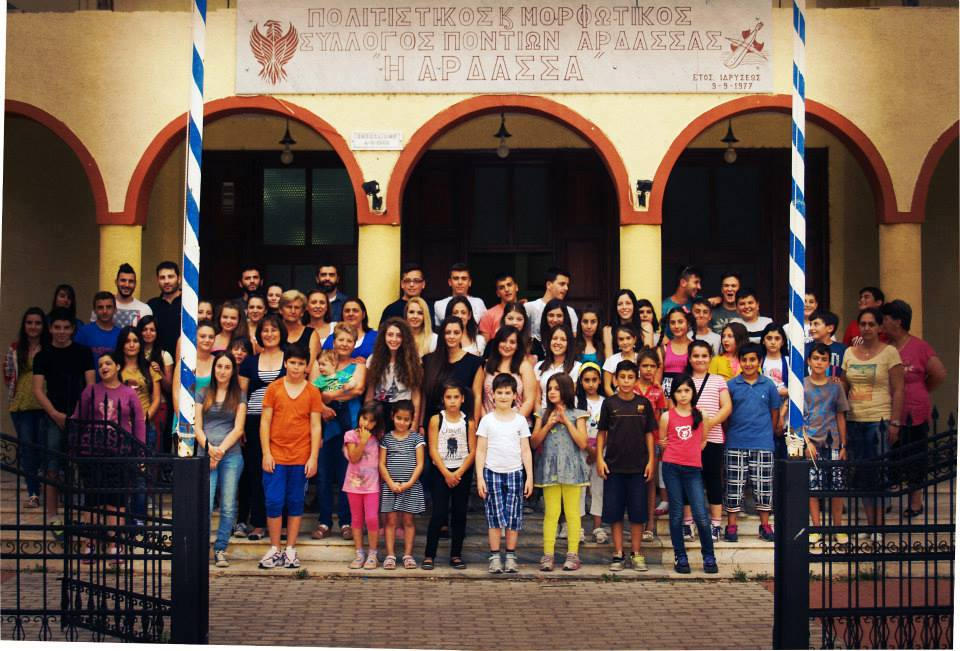 ΠΟΛΙΤΙΣΤΙΚΟΣ & ΜΟΡΦΩΤΙΚΟΣ
ΣΥΛΛΟΓΟΣ ΠΟΝΤΙΩΝ ΑΡΔΑΣΣΑΣ
"Η ΑΡΔΑΣΣΑ"
ΕΤΟΣ ΙΔΡΥΣΕΩΣ
9-9-1977